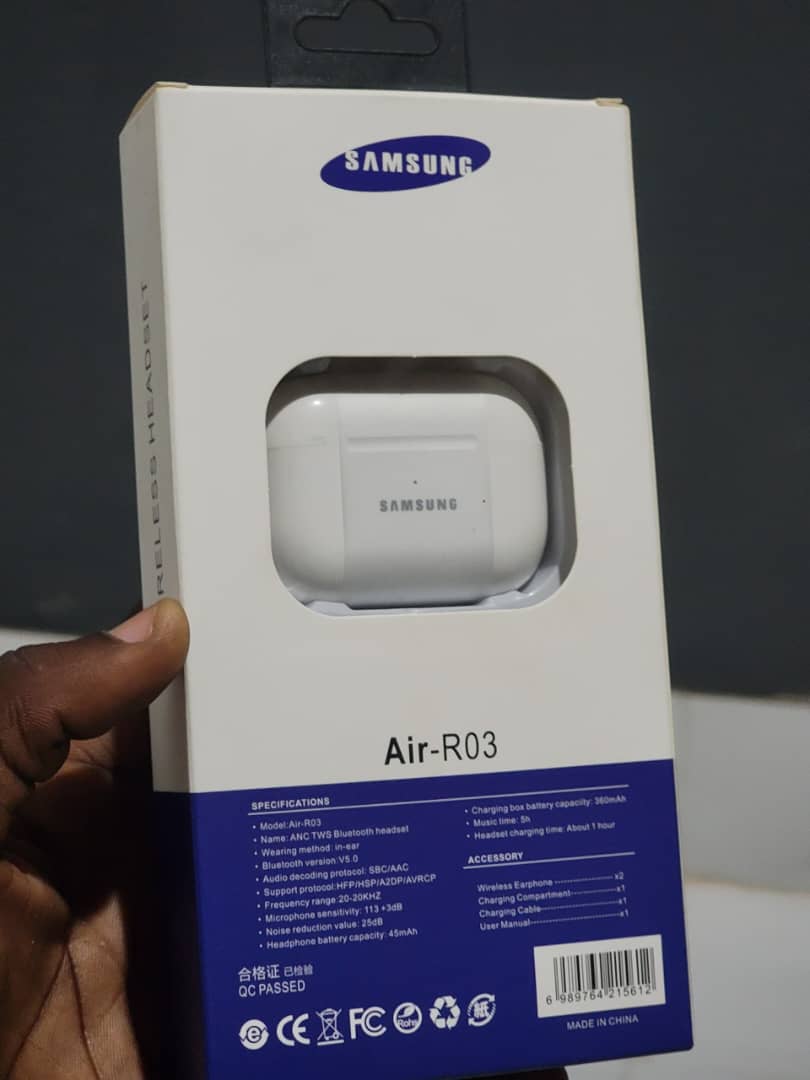 SAMSUNG
RELESS HEADSET
SAMSUNG
Air-R03
SPECIFICATIONS
• Model:Air-R03
• Name: ANC TWS Bluetooth headset
• Wearing method: in-ear
• Bluetooth version:V5.0
• Audio decoding protocol: SBC/AAC
• Support protocol:HFP/HSP/A2DP/AVRCP
• Frequency range:20-20KHZ
• Microphone sensitivity: 113 +3dB
• Noise reduction value: 25dB
• Headphone battery capacity: 45mAh
• Charging box battery capacity: 360mAh
• Music time: 5h
• Headset charging time: About 1 hour
ACCESSORY
Wireless Earphone ---------------- x2
Charging Compartment------------x1
Charging Cable-------------------x1
User Manual----------------------x1
合格证 已检验
QC PASSED
CE FC RoHS 紙
6 989764 215612
MADE IN CHINA